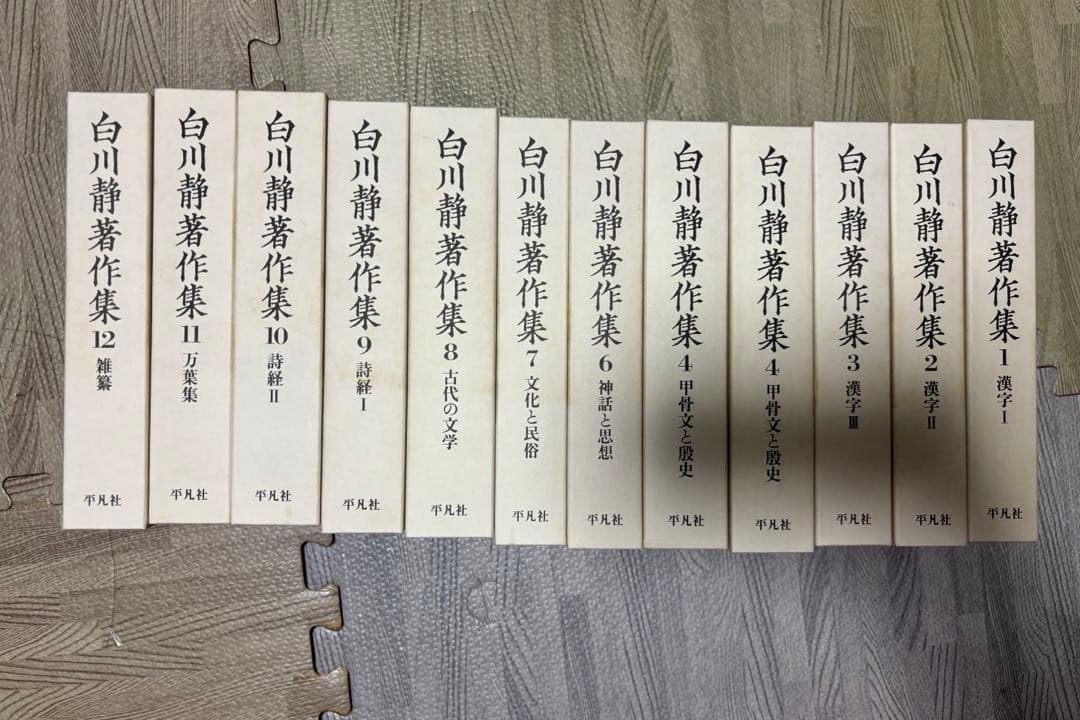 白川静著作集 1 漢字Ⅰ 平凡社
白川静著作集 2 漢字Ⅱ 平凡社
白川静著作集 3 漢字Ⅲ 平凡社
白川静著作集 4 甲骨文と殷史 平凡社
白川静著作集 4 甲骨文と殷史 平凡社
白川静著作集 6 神話と思想 平凡社
白川静著作集 7 文化と民俗 平凡社
白川静著作集 8 古代の文学 平凡社
白川静著作集 9 詩経Ⅰ 平凡社
白川静著作集 10 詩経Ⅱ 平凡社
白川静著作集 11 万葉集 平凡社
白川静著作集 12 雑纂 平凡社